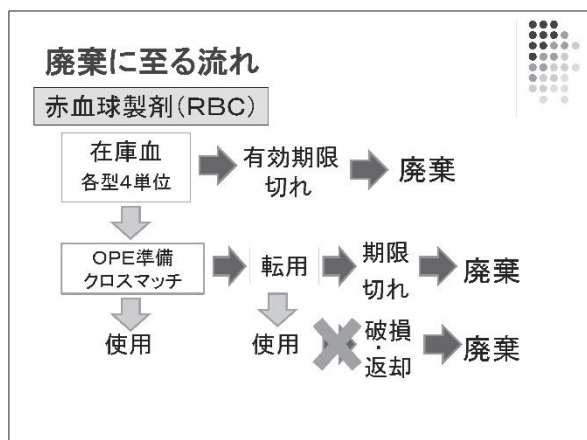 廃棄に至る流れ
赤血球製剤(RBC)
在庫血
各型4単位
有効期限
切れ
廃棄
OPE準備
クロスマッチ
転用
期限
切れ
廃棄
使用
使用
破損
・
返却
廃棄